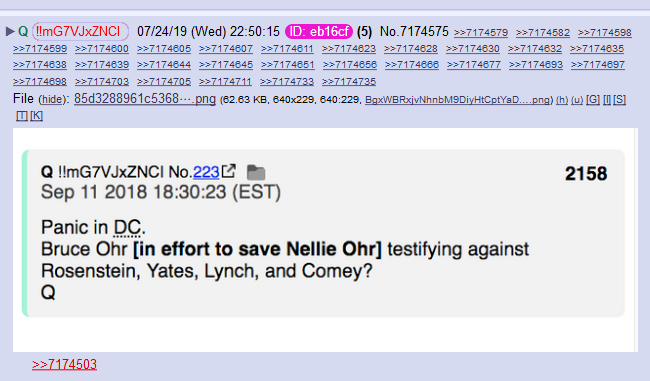 ▶Q !!mG7VJxZNCI 07/24/19 (Wed) 22:50:15 ID: eb16cf (5) No.7174575 >>7174579 >>7174582 >>7174598
>>7174599 >>7174600 >>7174605 >>7174607 >>7174611 >>7174623 >>7174628 >>7174630 >>7174632 >>7174635
>>7174638 >>7174639 >>7174644 >>7174645 >>7174651 >>7174656 >>7174666 >>7174677 >>7174693 >>7174697
>>7174698 >>7174703 >>7174705 >>7174711 >>7174733 >>7174735
File (hide): 85d3288961c5368⋯.png (62.63 KB, 640x229, 640:229, BgxWBRxjvNhnbM9DiyHtCptYaD….png) (h) (u) [G] [I] [S]
[T] [K]
Q !!mG7VJxZNCI No.223 2158
Sep 11 2018 18:30:23 (EST)
Panic in DC.
Bruce Ohr [in effort to save Nellie Ohr] testifying against
Rosenstein, Yates, Lynch, and Comey?
Q
>>7174503